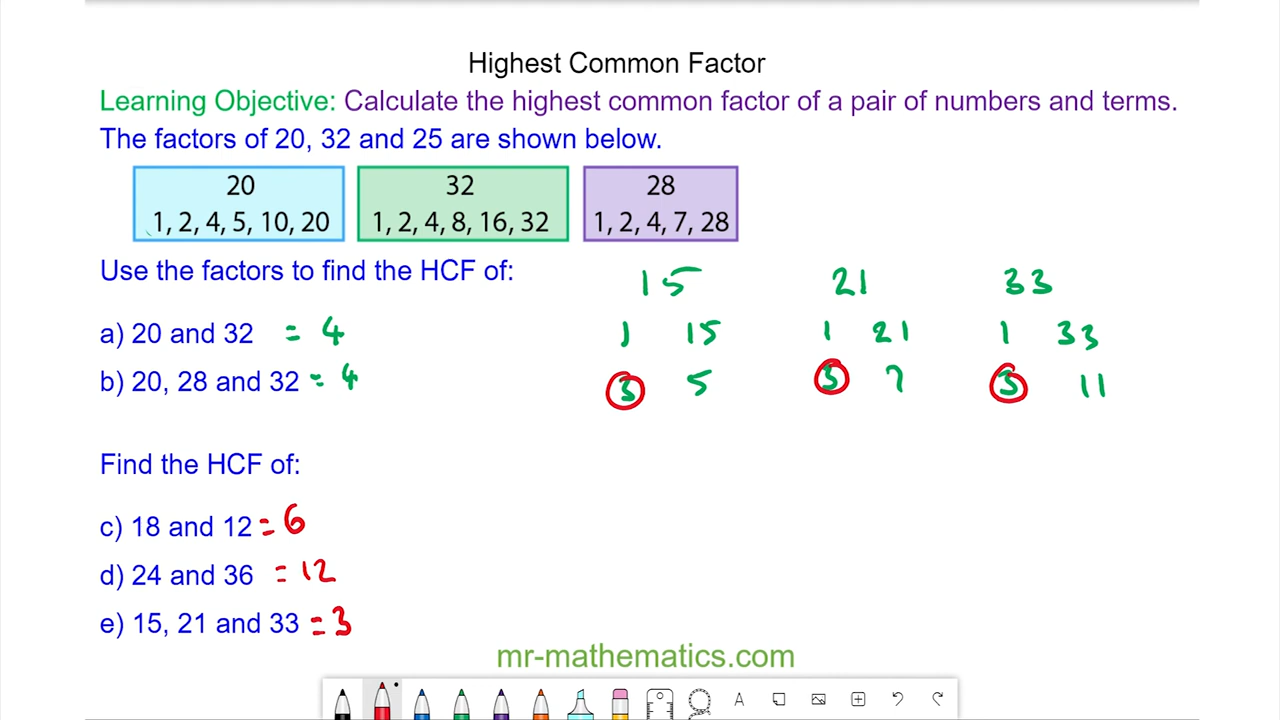 Highest Common Factor
Learning Objective: Calculate the highest common factor of a pair of numbers and terms.
The factors of 20, 32 and 25 are shown below.
20 32 28
1, 2, 4, 5, 10, 20 1, 2, 4, 8, 16, 32 1, 2, 4, 7, 28
Use the factors to find the HCF of: 15 21 33
a) 20 and 32 = 4 1 15 1 21 1 33
b) 20, 28 and 32 = 4 3 5 3 7 3 11
Find the HCF of:
c) 18 and 12 = 6
d) 24 and 36 = 12
e) 15, 21 and 33 = 3
mr-mathematics.com
A